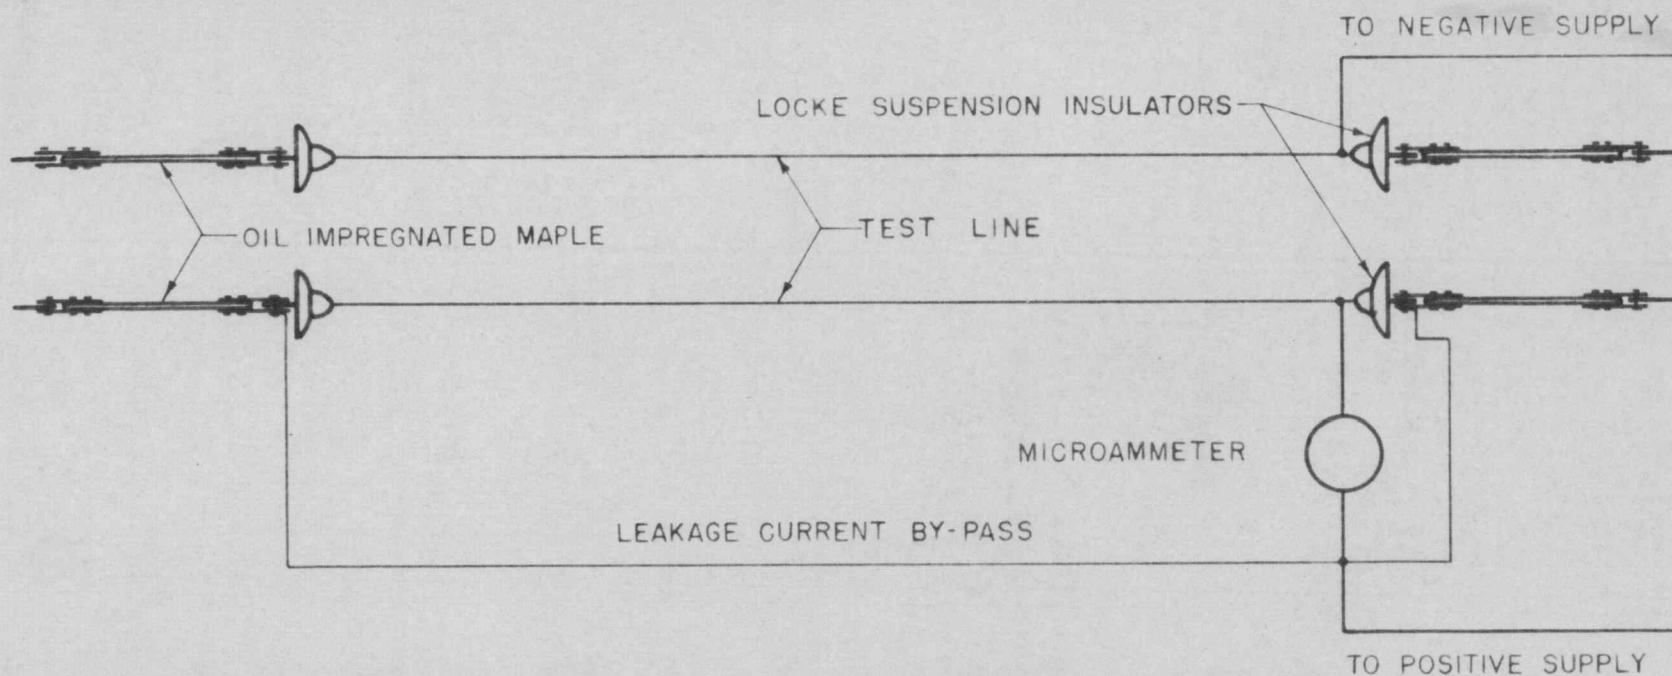 TO NEGATIVE SUPPLY
LOCKE SUSPENSION INSULATORS
OIL IMPREGNATED MAPLE
TEST LINE
MICROAMMETER
LEAKAGE CURRENT BY-PASS
TO POSITIVE SUPPLY